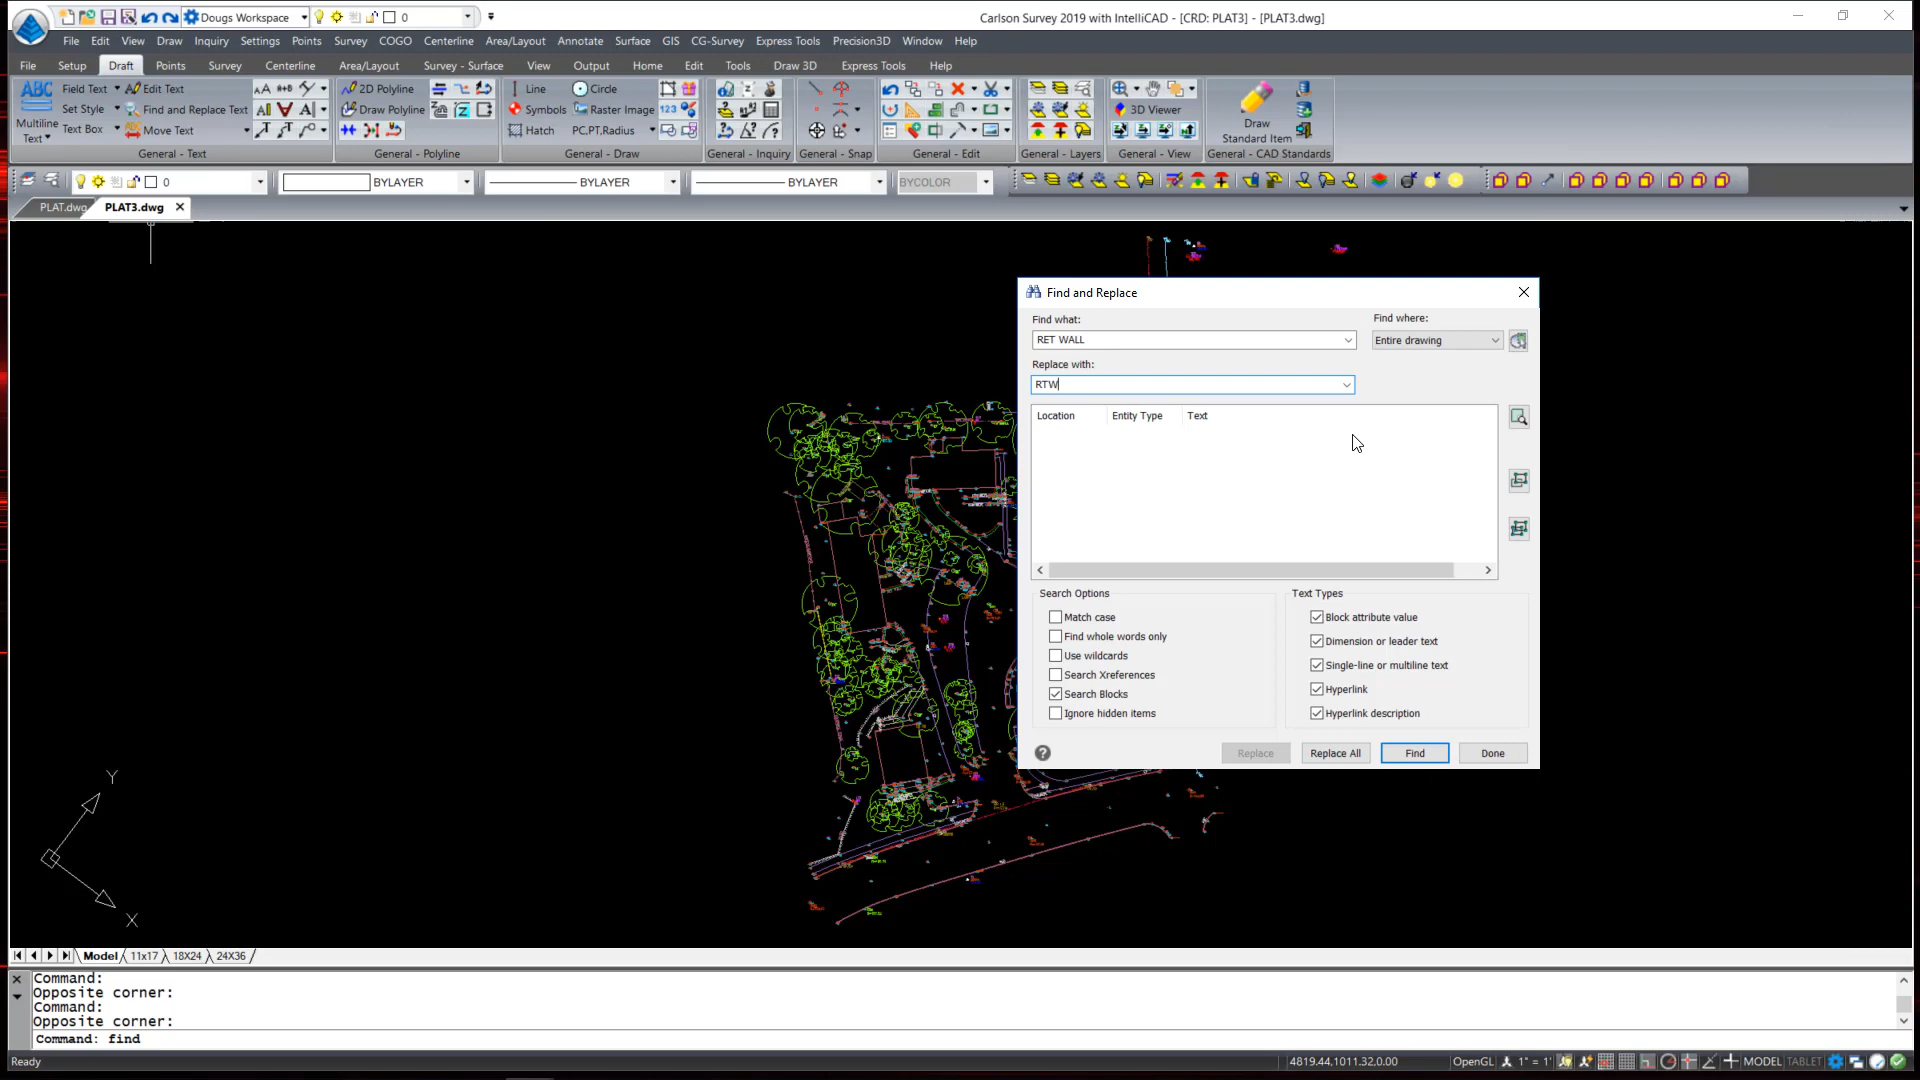 Dougs Workspace
0
Carlson Survey 2019 with IntelliCAD - [CRD: PLAT3] - [PLAT3.dwg]
File Edit View Draw Inquiry Settings Points Survey COGO Centerline Area/Layout Annotate Surface GIS CG-Survey Express Tools Precision3D Window Help
File Setup Draft Points Survey Centerline Area/Layout Survey - Surface View Output Home Edit Tools Draw 3D Express Tools Help
ABC Field Text Edit Text 2D Polyline Line Circle
Set Style Find and Replace Text Draw Polyline Symbols Raster Image 123 3D Viewer
Multiline Text Text Box Move Text Hatch PC,PT,Radius
Draw Standard Item
General - Text General - Polyline General - Draw General - Inquiry General - Snap General - Edit General - Layers General - View General - CAD Standards
0 BYLAYER BYLAYER BYLAYER BYCOLOR
PLAT.dwg PLAT3.dwg
Find and Replace
Find what:
Find where:
RET WALL
Entire drawing
Replace with:
RTW
Location Entity Type Text
Search Options
Match case
Find whole words only
Use wildcards
Search Xreferences
Search Blocks
Ignore hidden items
Text Types
Block attribute value
Dimension or leader text
Single-line or multiline text
Hyperlink
Hyperlink description
Replace Replace All Find Done
Y
X
Model 11x17 18X24 24X36
Command:
Opposite corner:
Command:
Opposite corner:
Command: find
Ready
4819.44,1011.32,0.00 OpenGL 1" = 1' MODEL TABLET